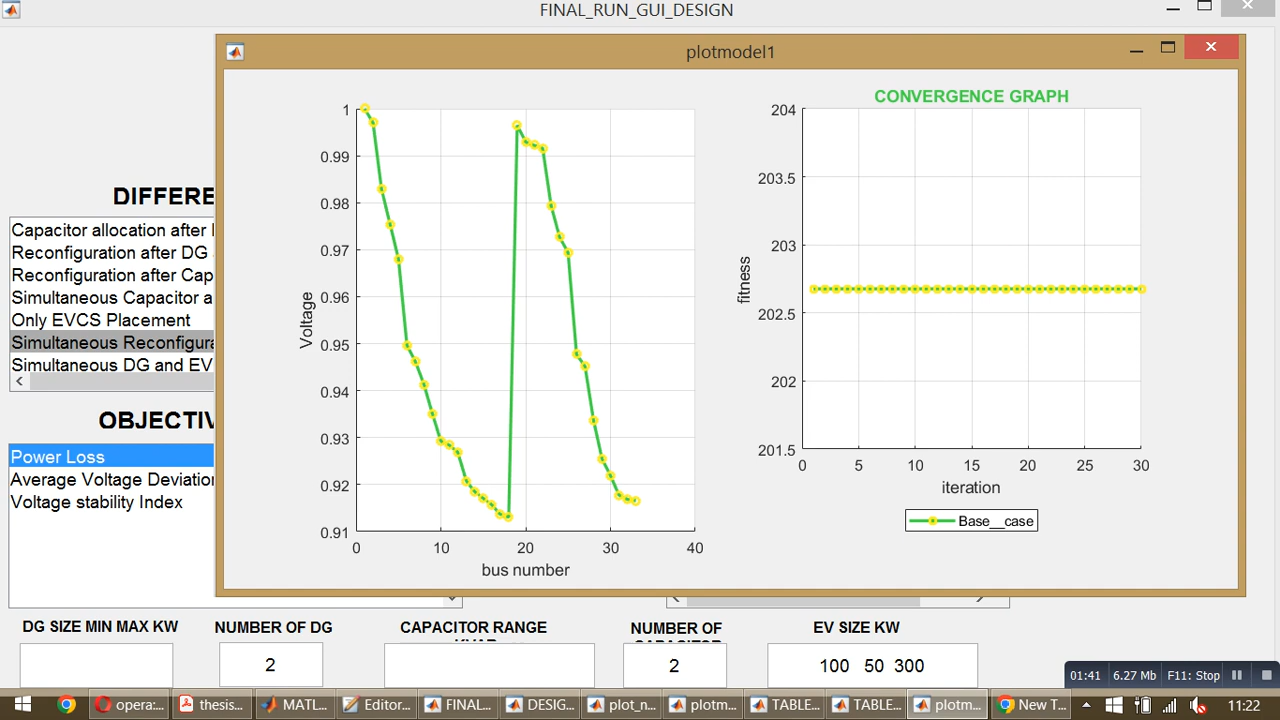 FINAL_RUN_GUI_DESIGN
plotmodel1
DIFFERE
Capacitor allocation after
Reconfiguration after DG
Reconfiguration after Cap
Simultaneous Capacitor a
Only EVCS Placement
Simultaneous Reconfigura
Simultaneous DG and EV
OBJECTIV
Power Loss
Average Voltage Deviation
Voltage stability Index
1
0.99
0.98
0.97
0.96
0.95
0.94
0.93
0.92
0.91
Voltage
0 10 20 30 40
bus number
CONVERGENCE GRAPH
204
203.5
203
202.5
202
201.5
fitness
0 5 10 15 20 25 30
iteration
Base__case
DG SIZE MIN MAX KW
NUMBER OF DG
2
CAPACITOR RANGE
NUMBER OF
2
EV SIZE KW
100 50 300
01:41 6.27 Mb F11: Stop
opera:... thesis... MATL... Editor... FINAL... DESIG... plot_n... plotm... TABLE... TABLE... plotm... New T... 11:22